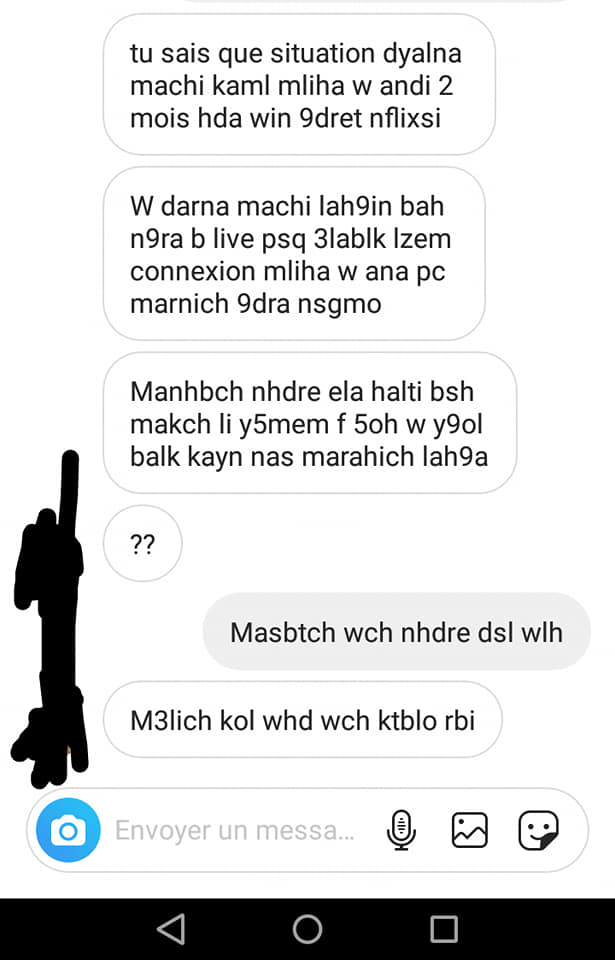 tu sais que situation dyalna
machi kaml mliha w andi 2
mois hda win 9dret nflixsi
W darna machi lah9in bah
n9ra b live psq 3lablk lzem
connexion mliha w ana pc
marnich 9dra nsgmo
Manhbch nhdre ela halti bsh
makch li y5mem f 5oh w y9ol
balk kayn nas marahich lah9a
??
Masbtch wch nhdre dsl wlh
M3lich kol whd wch ktblo rbi
Envoyer un messa...